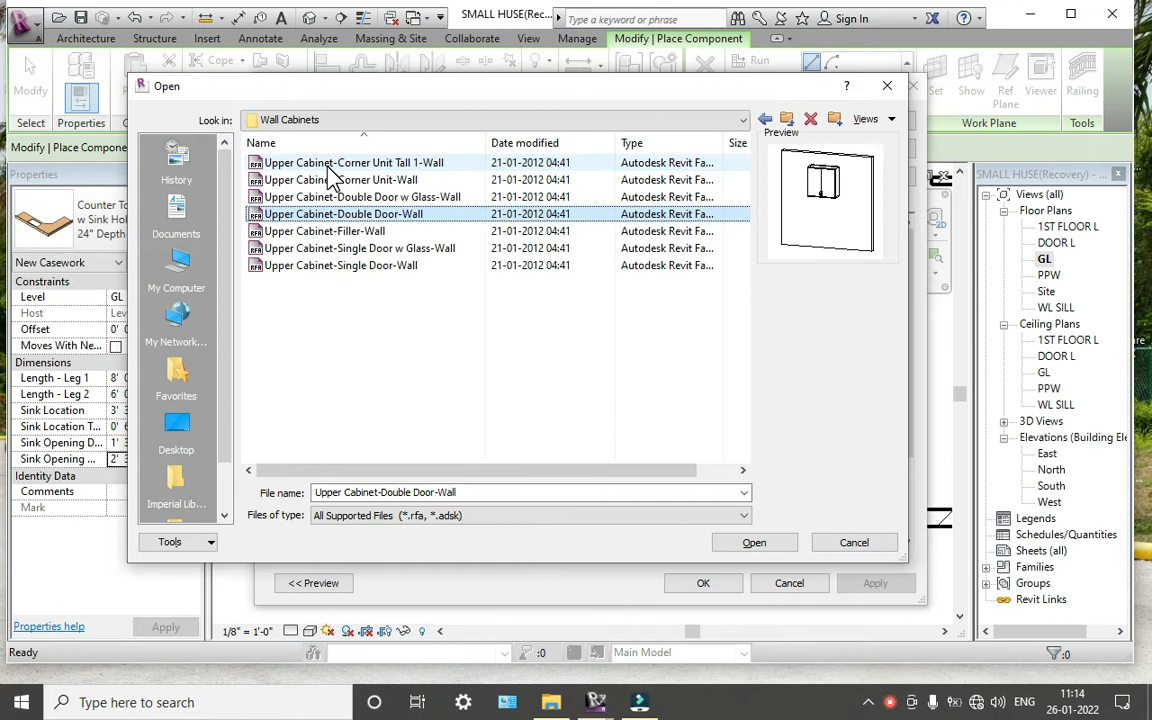 SMALL HUSE(Rec...
Type a keyword or phrase
Sign In
Architecture
Structure
Insert
Annotate
Analyze
Massing & Site
Collaborate
View
Manage
Modify | Place Component
Modify
Cope
Run
Set
Show
Ref
Plane
Viewer
Railing
Select
Properties
Work Plane
Tools
Modify | Place Compone
Open
Look in:
Wall Cabinets
Views
Preview
Name
Date modified
Type
Size
Upper Cabinet-Corner Unit Tall 1-Wall
21-01-2012 04:41
Autodesk Revit Fa...
Upper Cabinet-Corner Unit-Wall
21-01-2012 04:41
Autodesk Revit Fa...
Upper Cabinet-Double Door w Glass-Wall
21-01-2012 04:41
Autodesk Revit Fa...
Upper Cabinet-Double Door-Wall
21-01-2012 04:41
Autodesk Revit Fa...
Upper Cabinet-Filler-Wall
21-01-2012 04:41
Autodesk Revit Fa...
Upper Cabinet-Single Door w Glass-Wall
21-01-2012 04:41
Autodesk Revit Fa...
Upper Cabinet-Single Door-Wall
21-01-2012 04:41
Autodesk Revit Fa...
History
Documents
My Computer
My Network...
Favorites
Desktop
Imperial Lib...
File name:
Upper Cabinet-Double Door-Wall
Files of type:
All Supported Files (*.rfa, *.adsk)
Tools
Open
Cancel
<< Preview
OK
Cancel
Apply
Properties
Counter To
w Sink Ho
24" Depth
New Casework
Constraints
Level
GL
Host
Lev
Offset
0' 
Moves With Ne...
Dimensions
Length - Leg 1
8'
Length - Leg 2
6'
Sink Location
3'
Sink Location T...
0'
Sink Opening D...
1'
Sink Opening ...
2'
Identity Data
Comments
Mark
Properties help
Apply
SMALL HUSE(Recovery) - ...
Views (all)
Floor Plans
1ST FLOOR L
DOOR L
GL
PPW
Site
WL SILL
Ceiling Plans
1ST FLOOR L
DOOR L
GL
PPW
WL SILL
3D Views
Elevations (Building Ele
East
North
South
West
Legends
Schedules/Quantities
Sheets (all)
Families
Groups
Revit Links
1/8" = 1'-0"
Ready
:0
Main Model
:0
Type here to search
ENG
11:14
26-01-2022